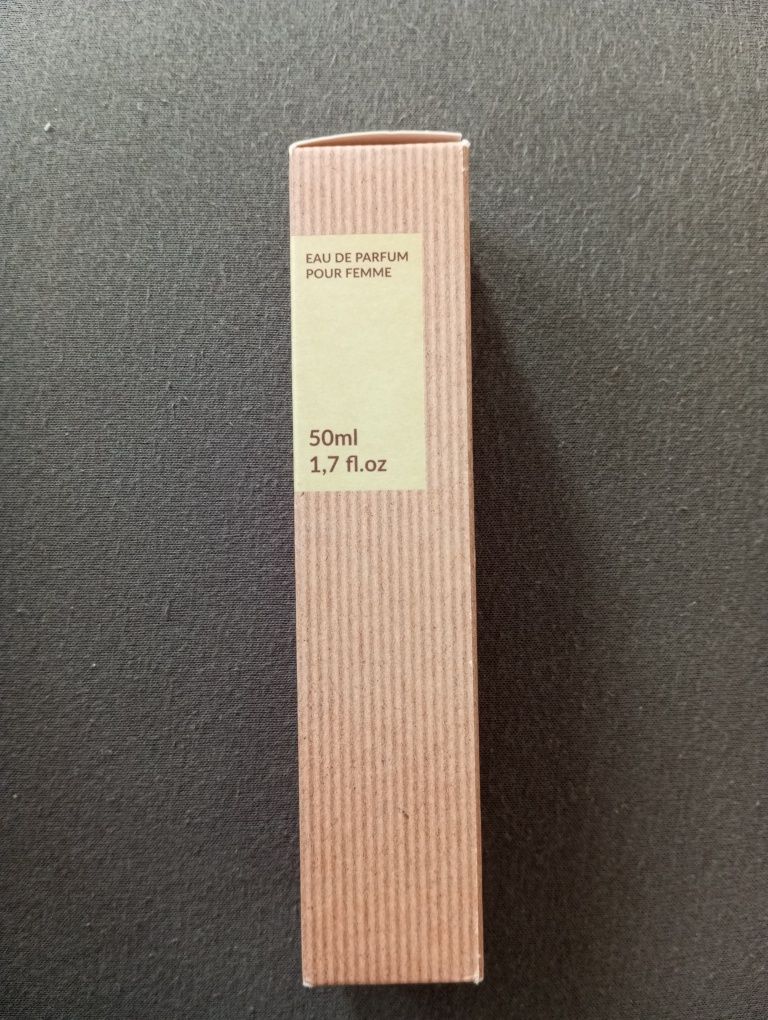 EAU DE PARFUM
POUR FEMME
50ml
1,7 fl.oz